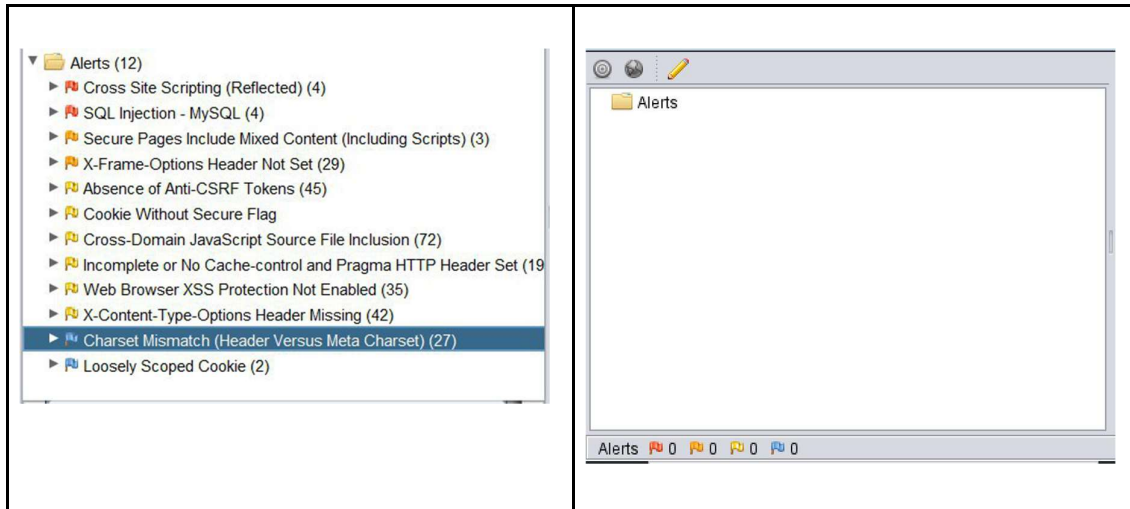 Alerts (12)
Cross Site Scripting (Reflected) (4)
SQL Injection - MySQL (4)
Secure Pages Include Mixed Content (Including Scripts) (3)
X-Frame-Options Header Not Set (29)
Absence of Anti-CSRF Tokens (45)
Cookie Without Secure Flag
Cross-Domain JavaScript Source File Inclusion (72)
Incomplete or No Cache-control and Pragma HTTP Header Set (19
Web Browser XSS Protection Not Enabled (35)
X-Content-Type-Options Header Missing (42)
Charset Mismatch (Header Versus Meta Charset) (27)
Loosely Scoped Cookie (2)
Alerts
Alerts 0 0 0 0